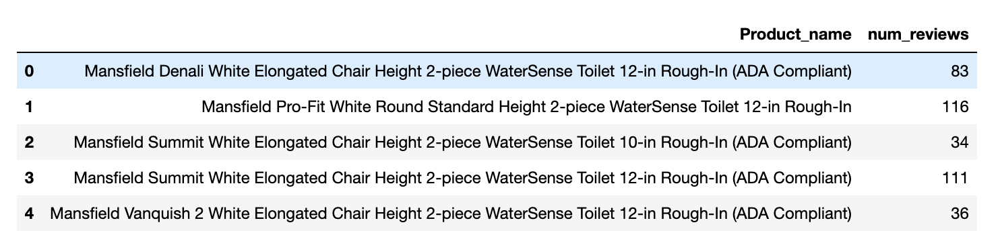 Product_name num_reviews
0 Mansfield Denali White Elongated Chair Height 2-piece WaterSense Toilet 12-in Rough-In (ADA Compliant) 83
1 Mansfield Pro-Fit White Round Standard Height 2-piece WaterSense Toilet 12-in Rough-In 116
2 Mansfield Summit White Elongated Chair Height 2-piece WaterSense Toilet 10-in Rough-In (ADA Compliant) 34
3 Mansfield Summit White Elongated Chair Height 2-piece WaterSense Toilet 12-in Rough-In (ADA Compliant) 111
4 Mansfield Vanquish 2 White Elongated Chair Height 2-piece WaterSense Toilet 12-in Rough-In (ADA Compliant) 36